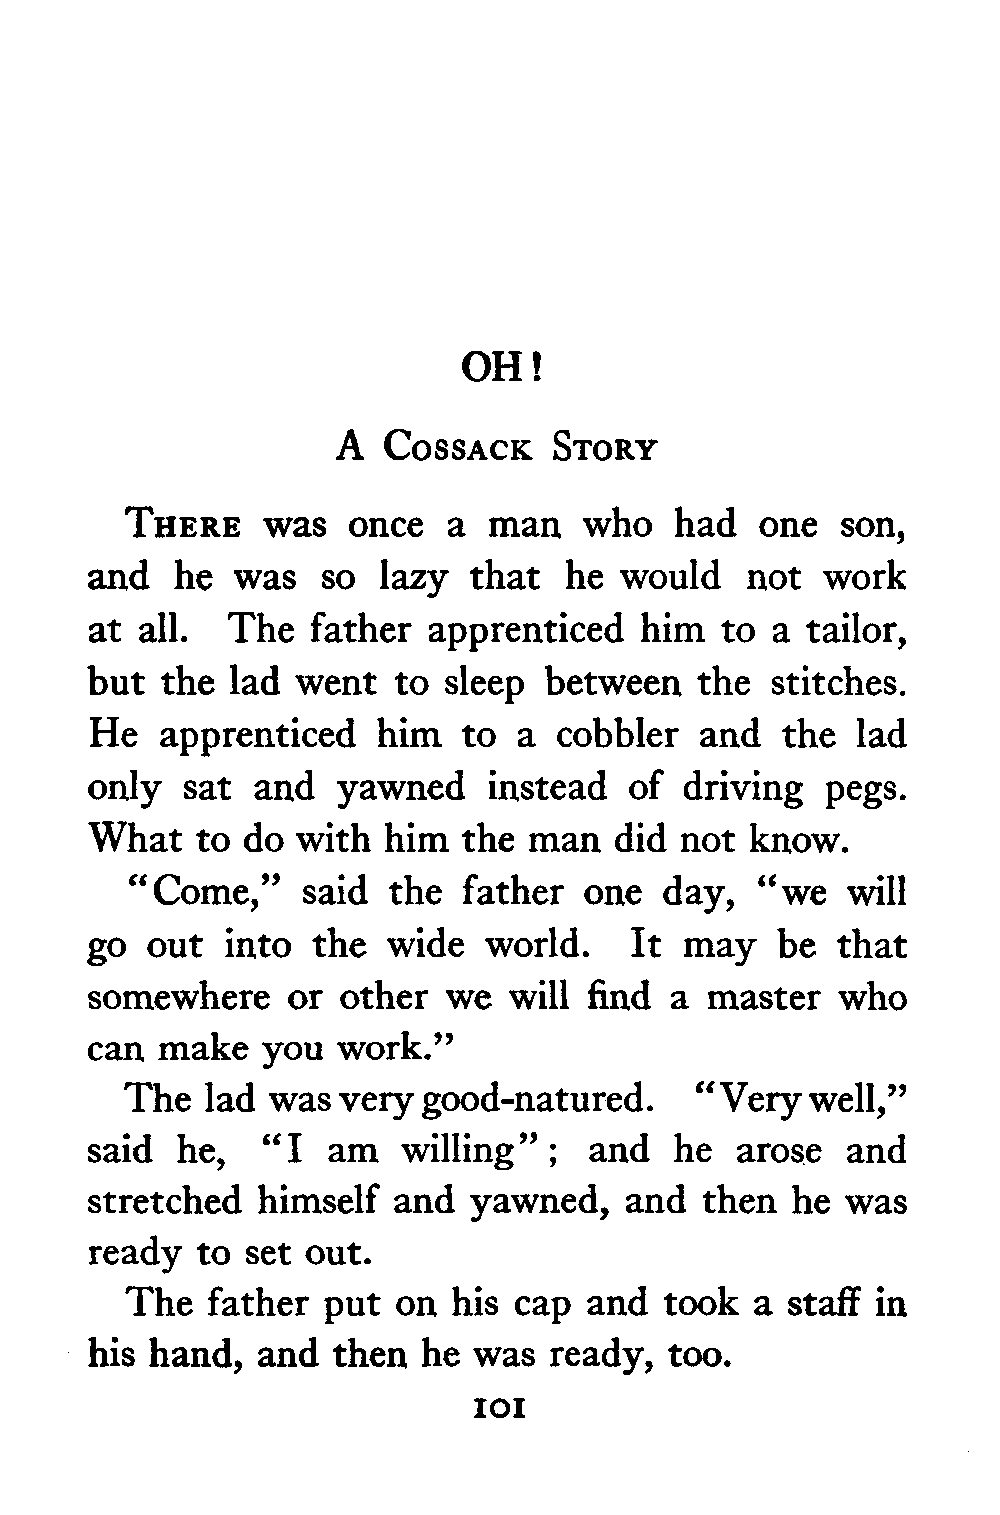 OH!
A COSSACK STORY
THERE was once a man who had one son,
and he was so lazy that he would not work
at all. The father apprenticed him to a tailor,
but the lad went to sleep between the stitches.
He apprenticed him to a cobbler and the lad
only sat and yawned instead of driving pegs.
What to do with him the man did not know.
"Come," said the father one day, "we will
go out into the wide world. It may be that
somewhere or other we will find a master who
can make you work."
The lad was very good-natured. "Very well,"
said he, "I am willing"; and he arose and
stretched himself and yawned, and then he was
ready to set out.
The father put on his cap and took a staff in
his hand, and then he was ready, too.
101